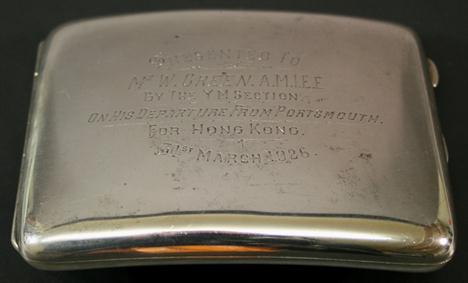 PRESENTED TO
Mr W. GREEN. A.M.I.E.E
BY THE Y.M SECTION.
ON HIS DEPARTURE FROM PORTSMOUTH.
FOR HONG KONG.
31st MARCH 1926.